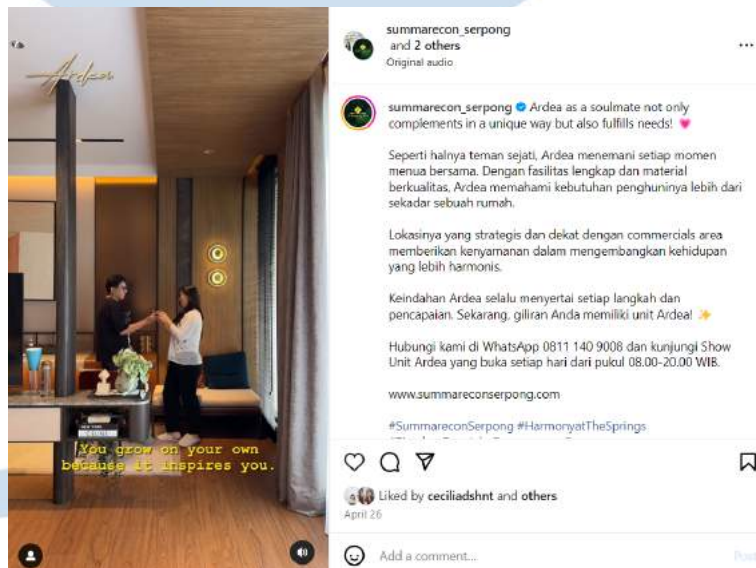 Ardea
You grow on your own
because it inspires you.
summarecon_serpong
and 2 others
Original audio
summarecon_serpong Ardea as a soulmate not only
complements in a unique way but also fulfills needs!
Seperti halnya teman sejati, Ardea menemani setiap momen
menua bersama. Dengan fasilitas lengkap dan material
berkualitas, Ardea memahami kebutuhan penghuninya lebih dari
sekadar sebuah rumah.
Lokasinya yang strategis dan dekat dengan commercials area
memberikan kenyamanan dalam mengembangkan kehidupan
yang lebih harmonis.
Keindahan Ardea selalu menyertai setiap langkah dan
pencapaian. Sekarang, giliran Anda memiliki unit Ardea!
Hubungi kami di WhatsApp 0811 140 9008 dan kunjungi Show
Unit Ardea yang buka setiap hari dari pukul 08.00-20.00 WIB.
www.summareconserpong.com
#SummareconSerpong #HarmonyatTheSprings
Liked by ceciliadshnt and others
April 26
Add a comment...
Post